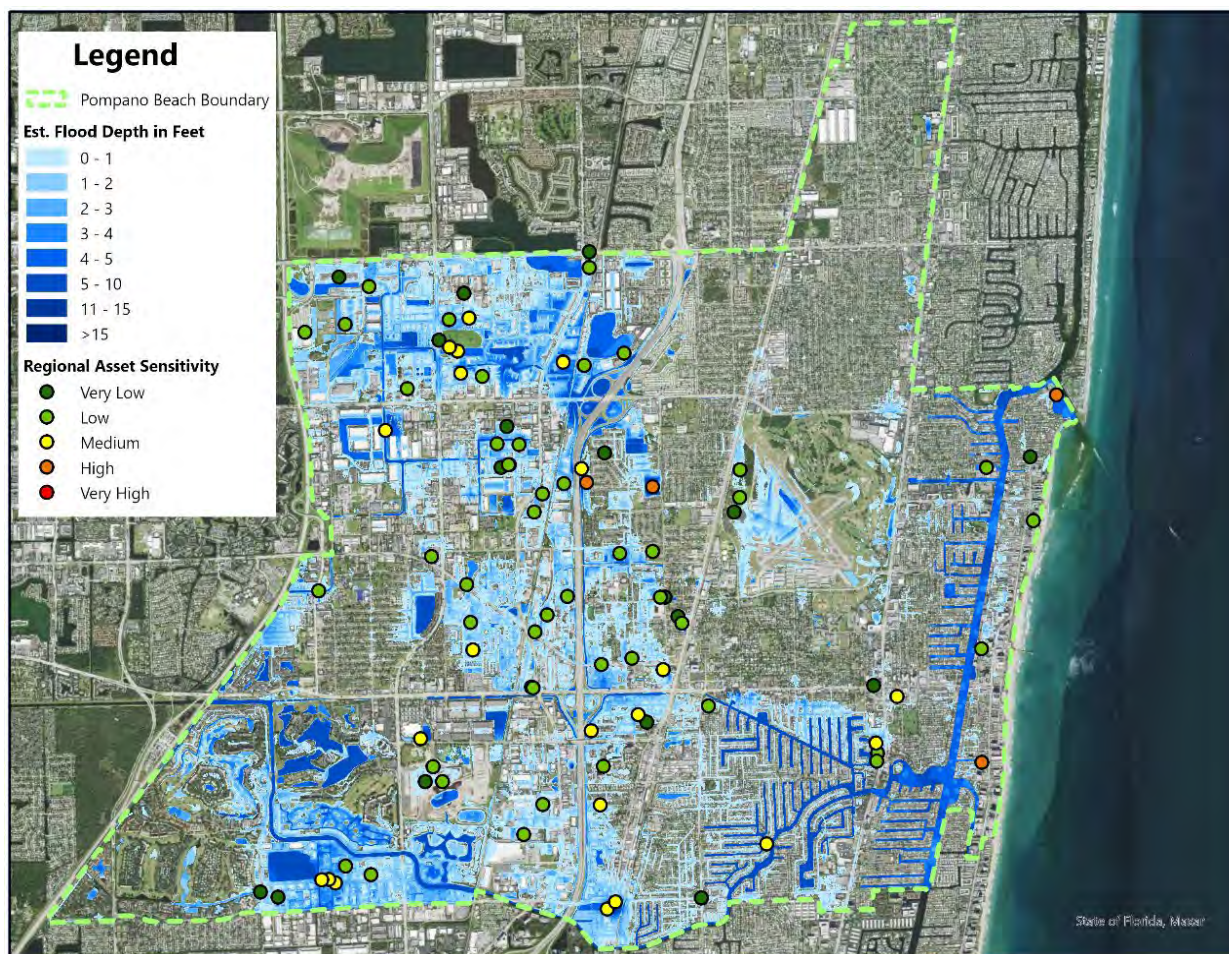 Legend
Pompano Beach Boundary
Est. Flood Depth in Feet
0 - 1
1 - 2
2 - 3
3 - 4
4 - 5
5 - 10
11 - 15
>15
Regional Asset Sensitivity
Very Low
Low
Medium
High
Very High
State of Florida, Maxar